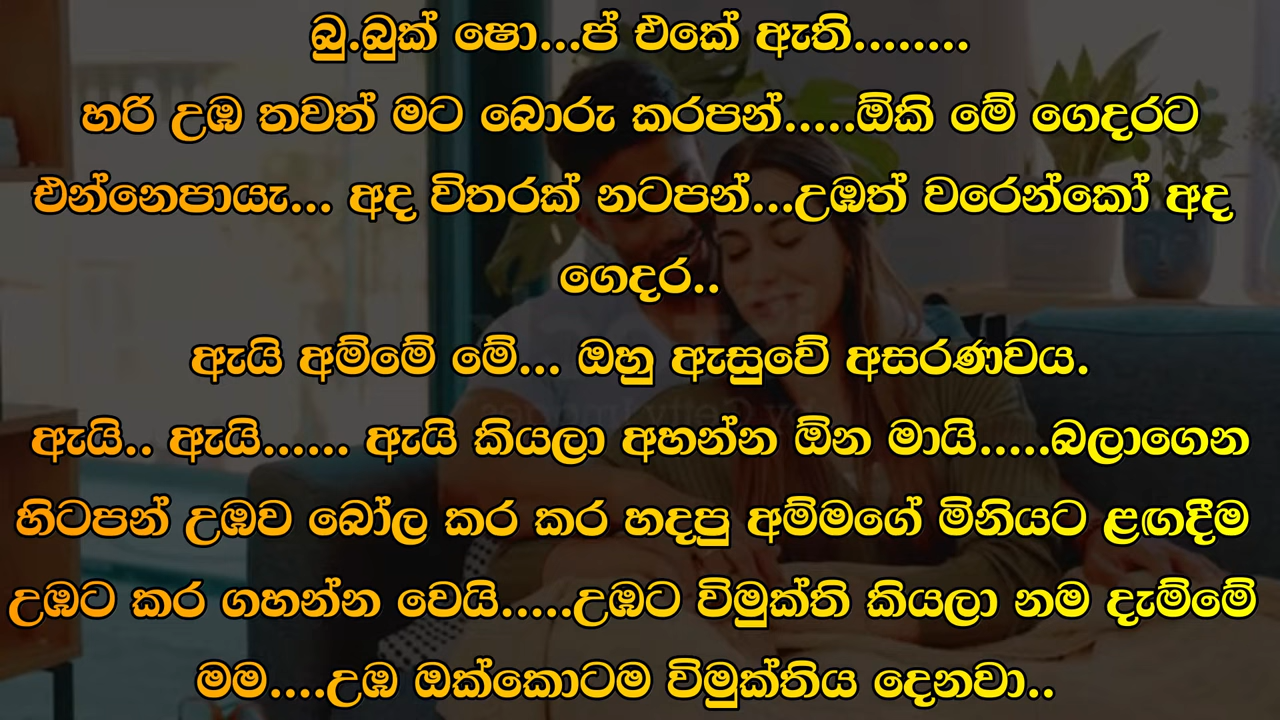 බු.බුක් ෂො...ප් එකේ ඇති........
හරි උඹ තවත් මට බොරු කරපන්.....ඕකි මේ ගෙදරට
එන්නෙපායැ... අද විතරක් නටපන්...උඹත් වරෙන්කෝ අද
ගෙදර..
ඇයි අම්මේ මේ... ඔහු ඇසුවේ අසරණවය.
ඇයි.. ඇයි...... ඇයි කියලා අහන්න ඕන මායි.....බලාගෙන
හිටපන් උඹව බෝල කර කර හදපු අම්මගේ මිනියට ළඟදීම
උඹට කර ගහන්න වෙයි.....උඹට විමුක්ති කියලා නම දැම්මේ
මම....උඹ ඔක්කොටම විමුක්තිය දෙනවා..